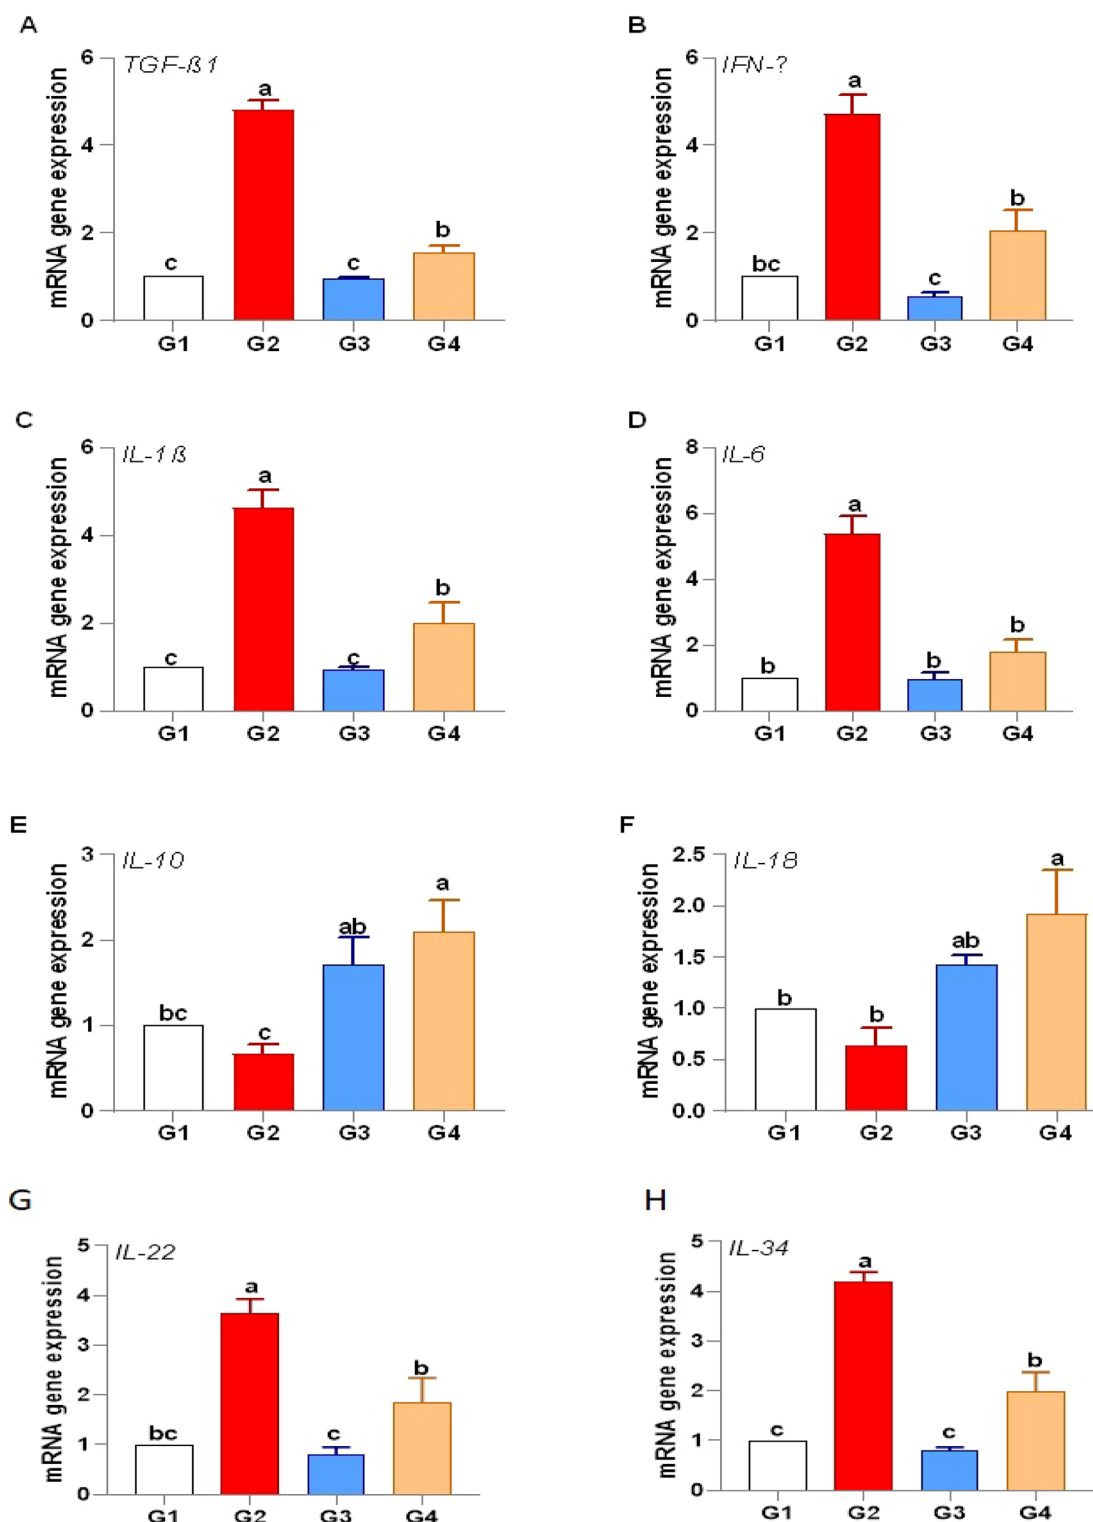 A
B
TGF-ß1
IFN-?
mRNA gene expression
6
4
2
0
c
a
c
b
G1
G2
G3
G4
mRNA gene expression
6
4
2
0
bc
a
c
b
G1
G2
G3
G4
C
D
IL-1ß
IL-6
mRNA gene expression
6
4
2
0
c
a
c
b
G1
G2
G3
G4
mRNA gene expression
8
6
4
2
0
b
a
b
b
G1
G2
G3
G4
E
F
IL-10
IL-18
mRNA gene expression
3
2
1
0
bc
c
ab
a
G1
G2
G3
G4
mRNA gene expression
2.5
2.0
1.5
1.0
0.5
0.0
b
b
ab
a
G1
G2
G3
G4
G
H
IL-22
IL-34
mRNA gene expression
5
4
3
2
1
0
bc
a
c
b
G1
G2
G3
G4
mRNA gene expression
5
4
3
2
1
0
c
a
c
b
G1
G2
G3
G4